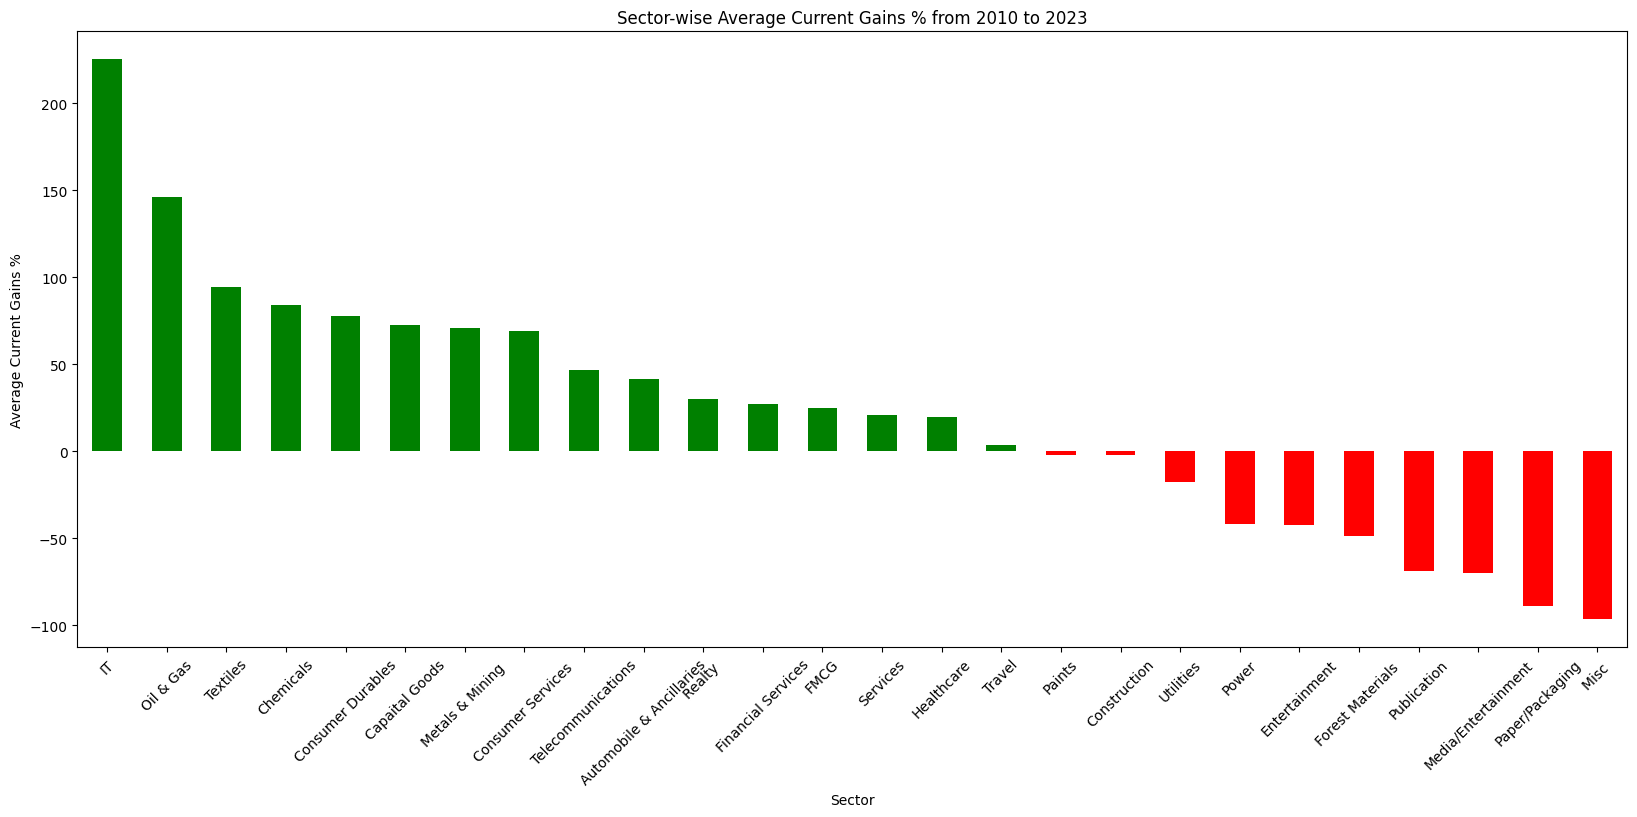 Sector-wise Average Current Gains % from 2010 to 2023
Average Current Gains %
200
150
100
50
0
−50
−100
IT
Oil & Gas
Textiles
Chemicals
Consumer Durables
Capaital Goods
Metals & Mining
Consumer Services
Telecommunications
Automobile & Ancillaries
Realty
Financial Services
FMCG
Services
Healthcare
Travel
Paints
Construction
Utilities
Power
Entertainment
Forest Materials
Publication
Media/Entertainment
Paper/Packaging
Misc
Sector